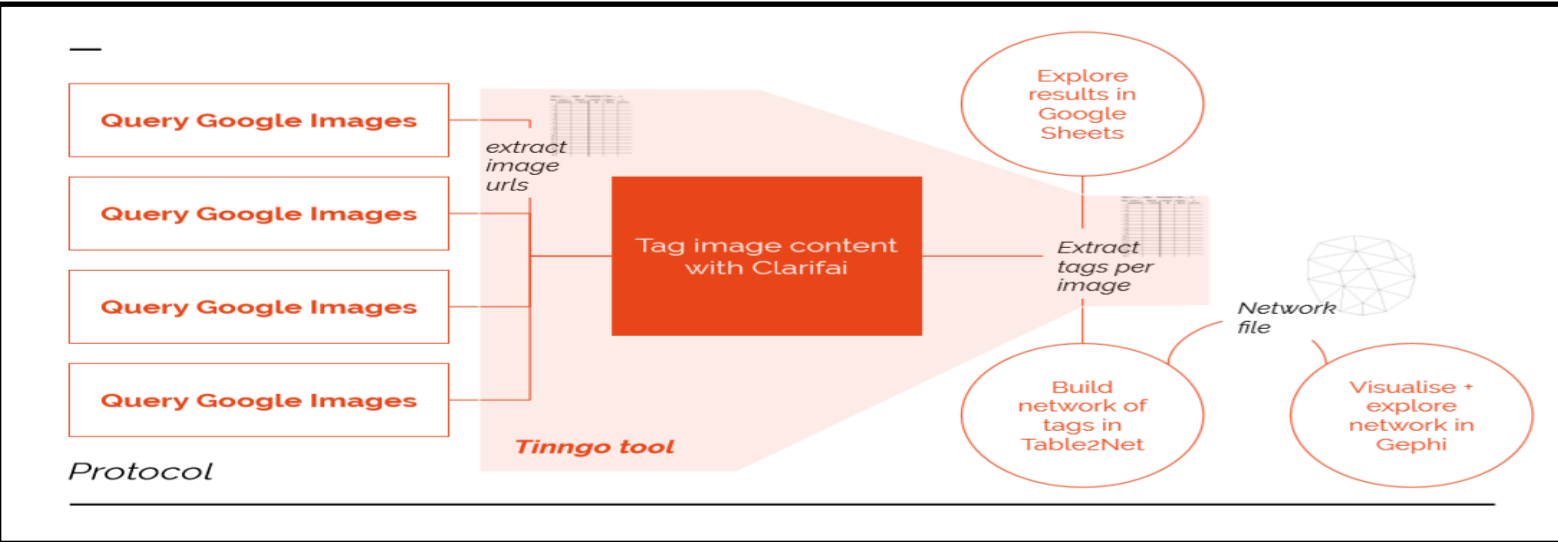 Query Google Images
Query Google Images
Query Google Images
Query Google Images
extract
image
urls
Tag image content
with Clarifai
Tinngo tool
Explore
results in
Google
Sheets
Extract
tags per
image
Build
network of
tags in
Table2Net
Network
file
Visualise +
explore
network in
Gephi
Protocol